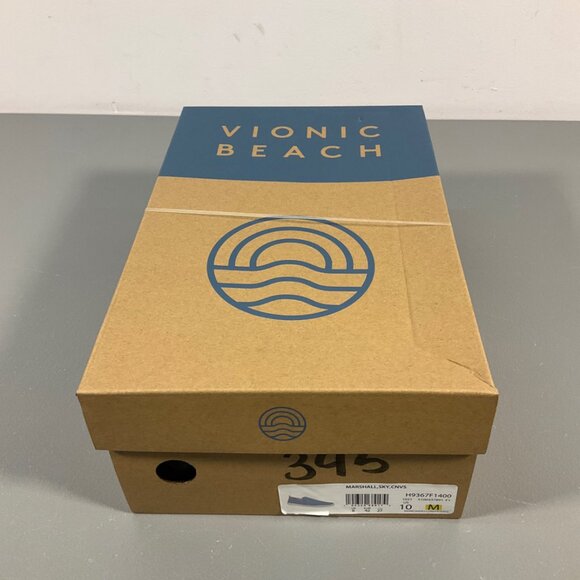 VIONIC
BEACH
345
MARSHALL,SKY,CNVS
H9367F1400
10 M